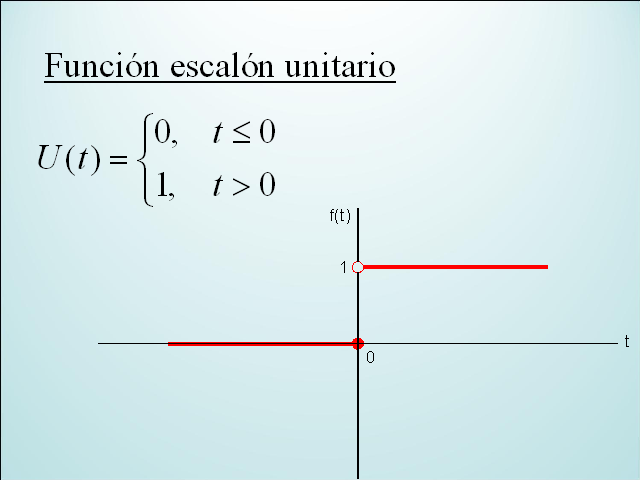 Función escalón unitario
U(t) = { 0, t ≤ 0
1, t > 0
f(t)
1
t
0